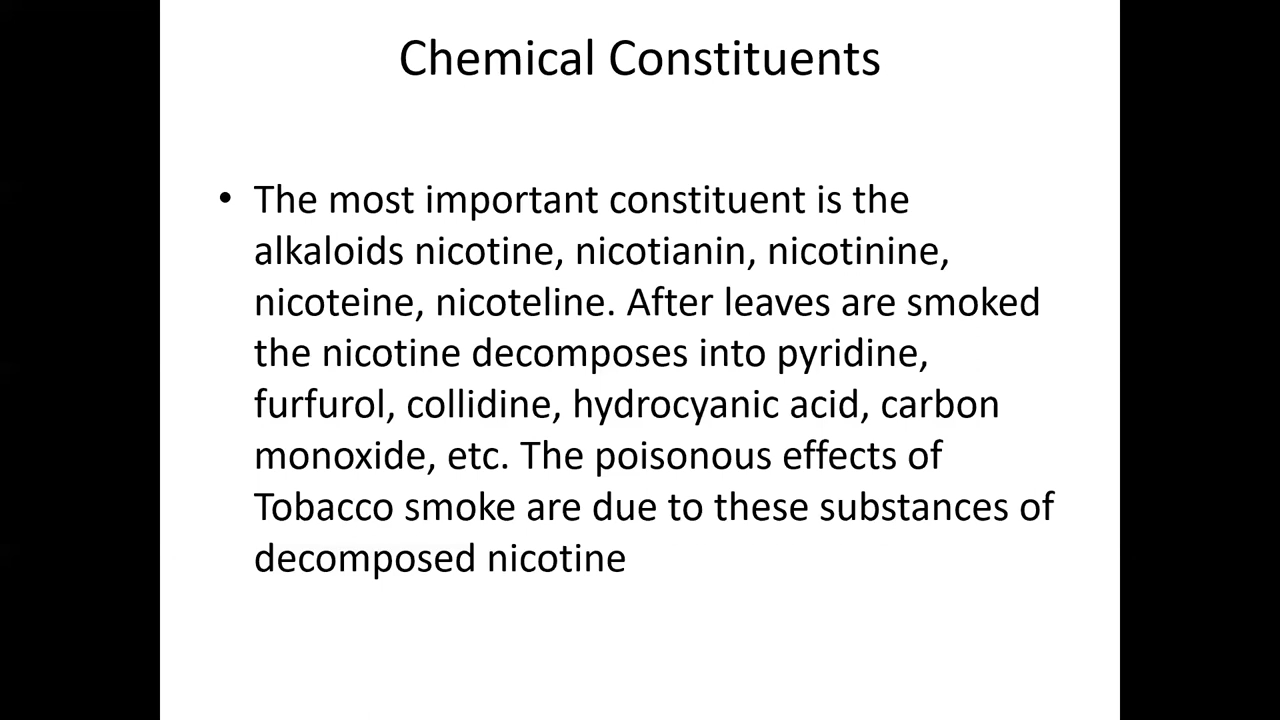 Chemical Constituents
• The most important constituent is the
alkaloids nicotine, nicotianin, nicotinine,
nicoteine, nicoteline. After leaves are smoked
the nicotine decomposes into pyridine,
furfurol, collidine, hydrocyanic acid, carbon
monoxide, etc. The poisonous effects of
Tobacco smoke are due to these substances of
decomposed nicotine